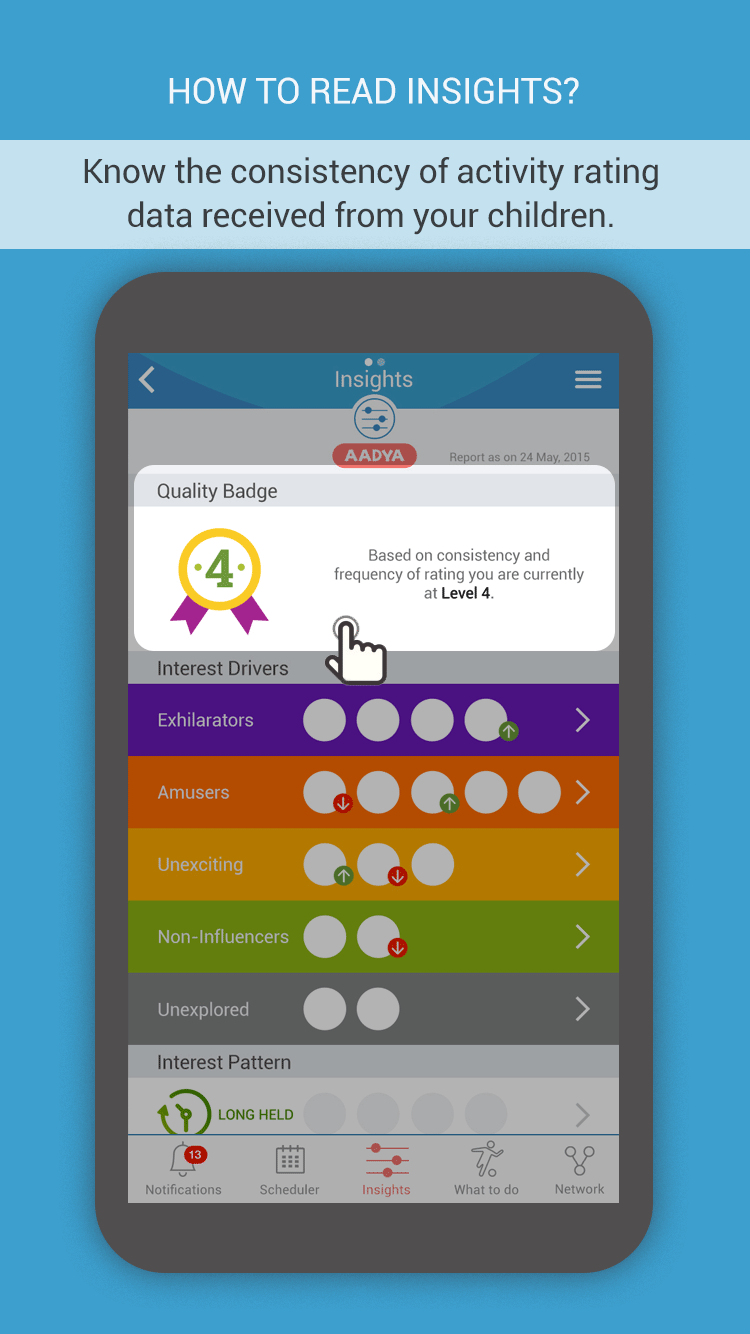 HOW TO READ INSIGHTS?
Know the consistency of activity rating
data received from your children.
Insights
AADYA
Report as on 24 May, 2015
Quality Badge
4
Based on consistency and
frequency of rating you are currently
at Level 4.
Interest Drivers
Exhilarators
Amusers
Unexciting
Non-Influencers
Unexplored
Interest Pattern
LONG HELD
13
Notifications
Scheduler
Insights
What to do
Network